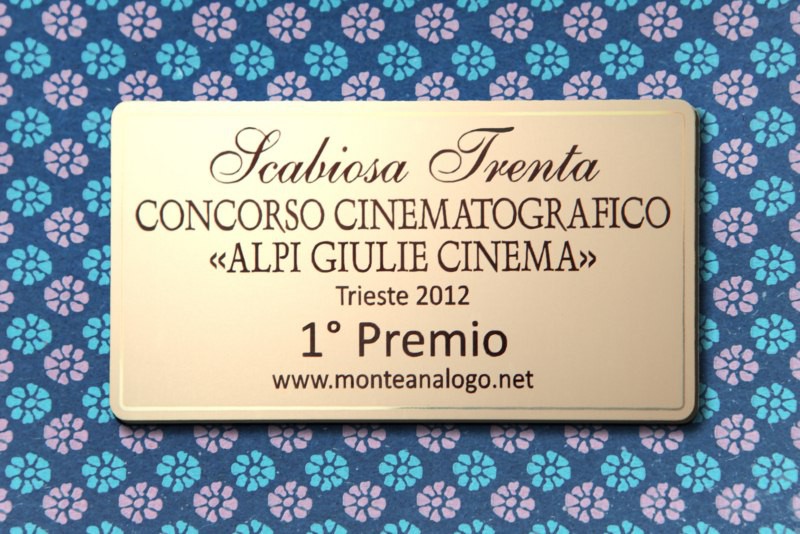 Scabiosa Trenta
CONCORSO CINEMATOGRAFICO
«ALPI GIULIE CINEMA»
Trieste 2012
1° Premio
www.monteanalogo.net